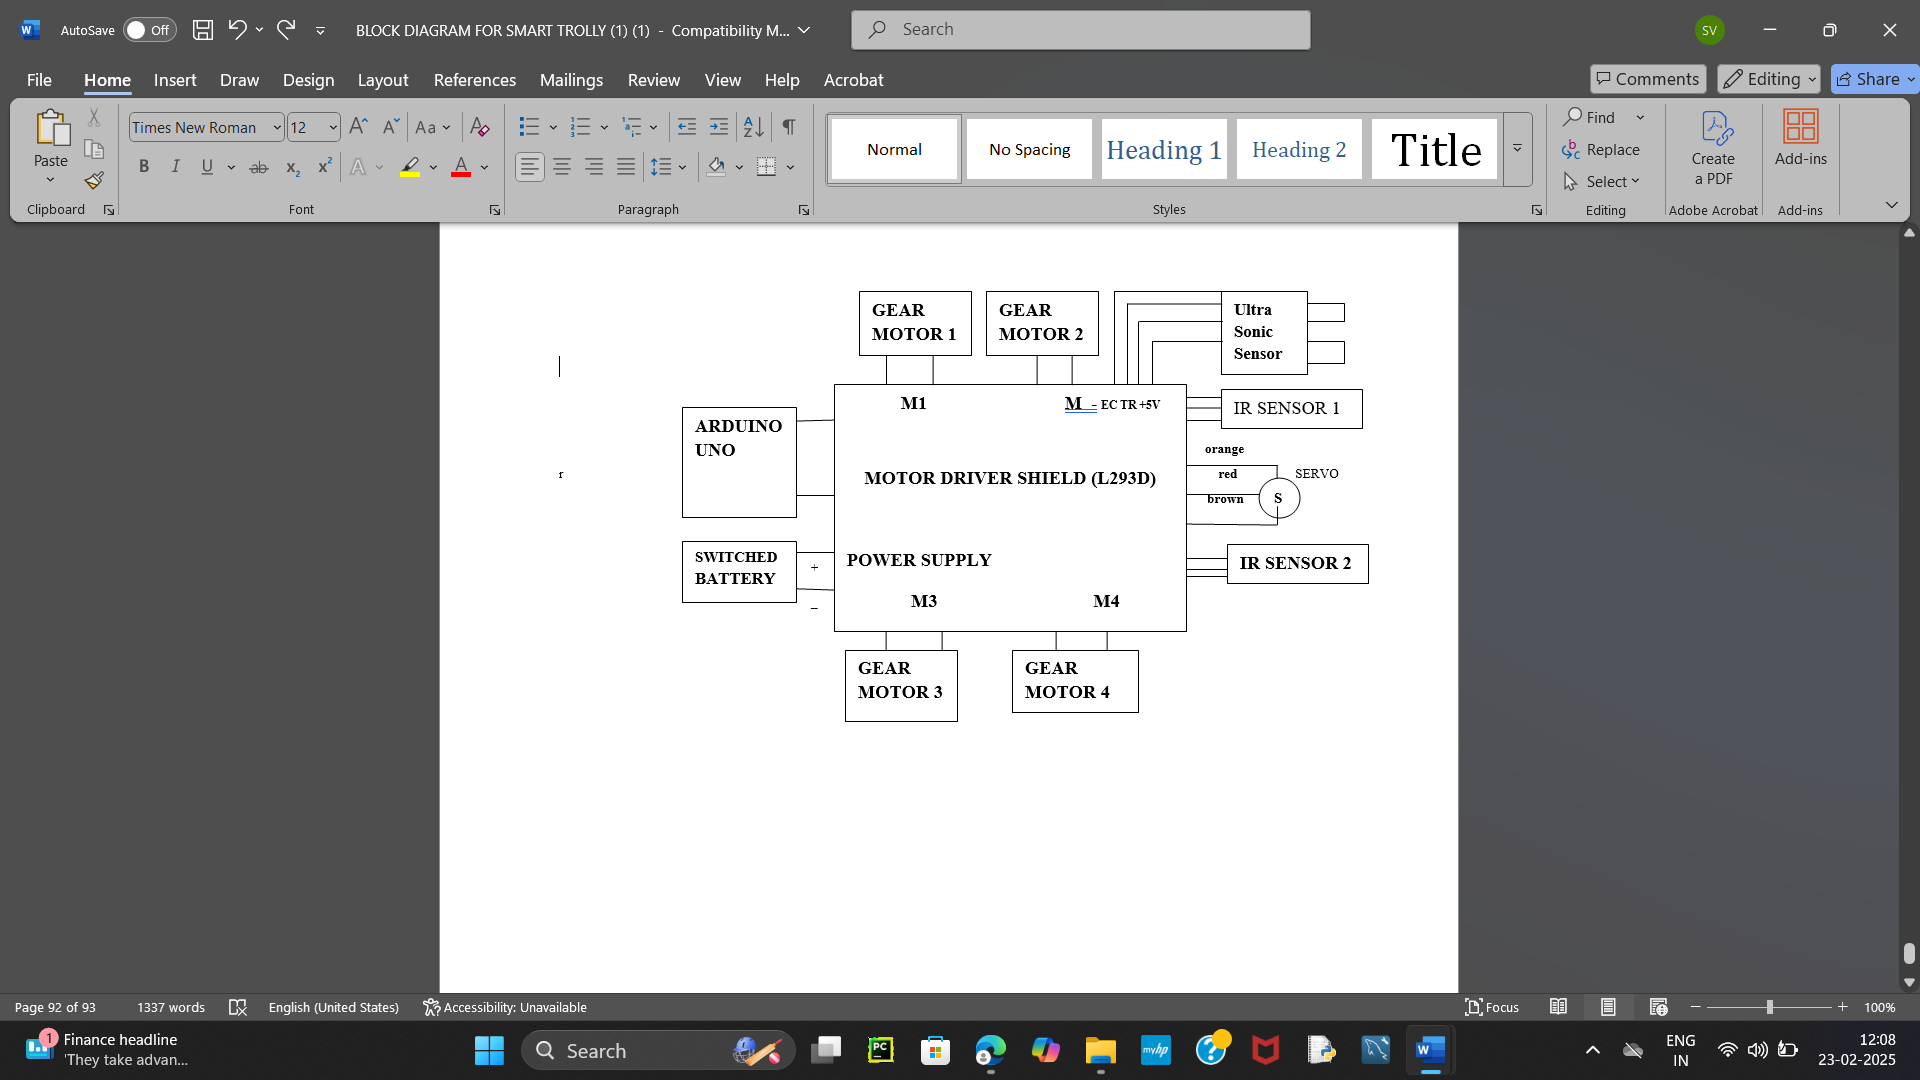 AutoSave Off BLOCK DIAGRAM FOR SMART TROLLY (1) (1) - Compatibility M... Search SV
File Home Insert Draw Design Layout References Mailings Review View Help Acrobat Comments Editing Share
Paste
Times New Roman 12 Aa
Normal No Spacing Heading 1 Heading 2 Title
Find
Replace
Select
Create
a PDF
Add-ins
Clipboard Font Paragraph Styles Editing Adobe Acrobat Add-ins
GEAR
MOTOR 1
GEAR
MOTOR 2
Ultra
Sonic
Sensor
M1
M - EC TR +5V
IR SENSOR 1
ARDUINO
UNO
orange
red
brown
SERVO
S
r
MOTOR DRIVER SHIELD (L293D)
SWITCHED
BATTERY
+
–
POWER SUPPLY
IR SENSOR 2
M3
M4
GEAR
MOTOR 3
GEAR
MOTOR 4
Page 92 of 93 1337 words English (United States) Accessibility: Unavailable Focus 100%
1 Finance headline
'They take advan...
Search
PC
myhp
ENG
IN
12:08
23-02-2025